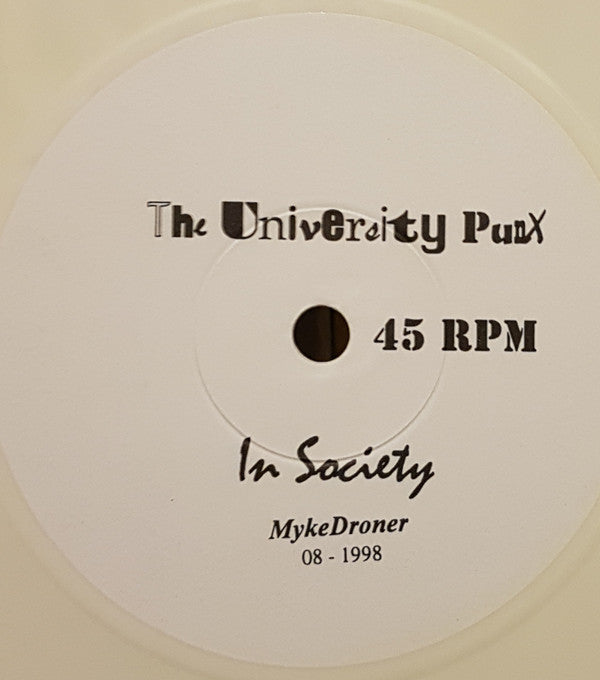 The University Punx
45 RPM
In Society
MykeDroner
08 - 1998